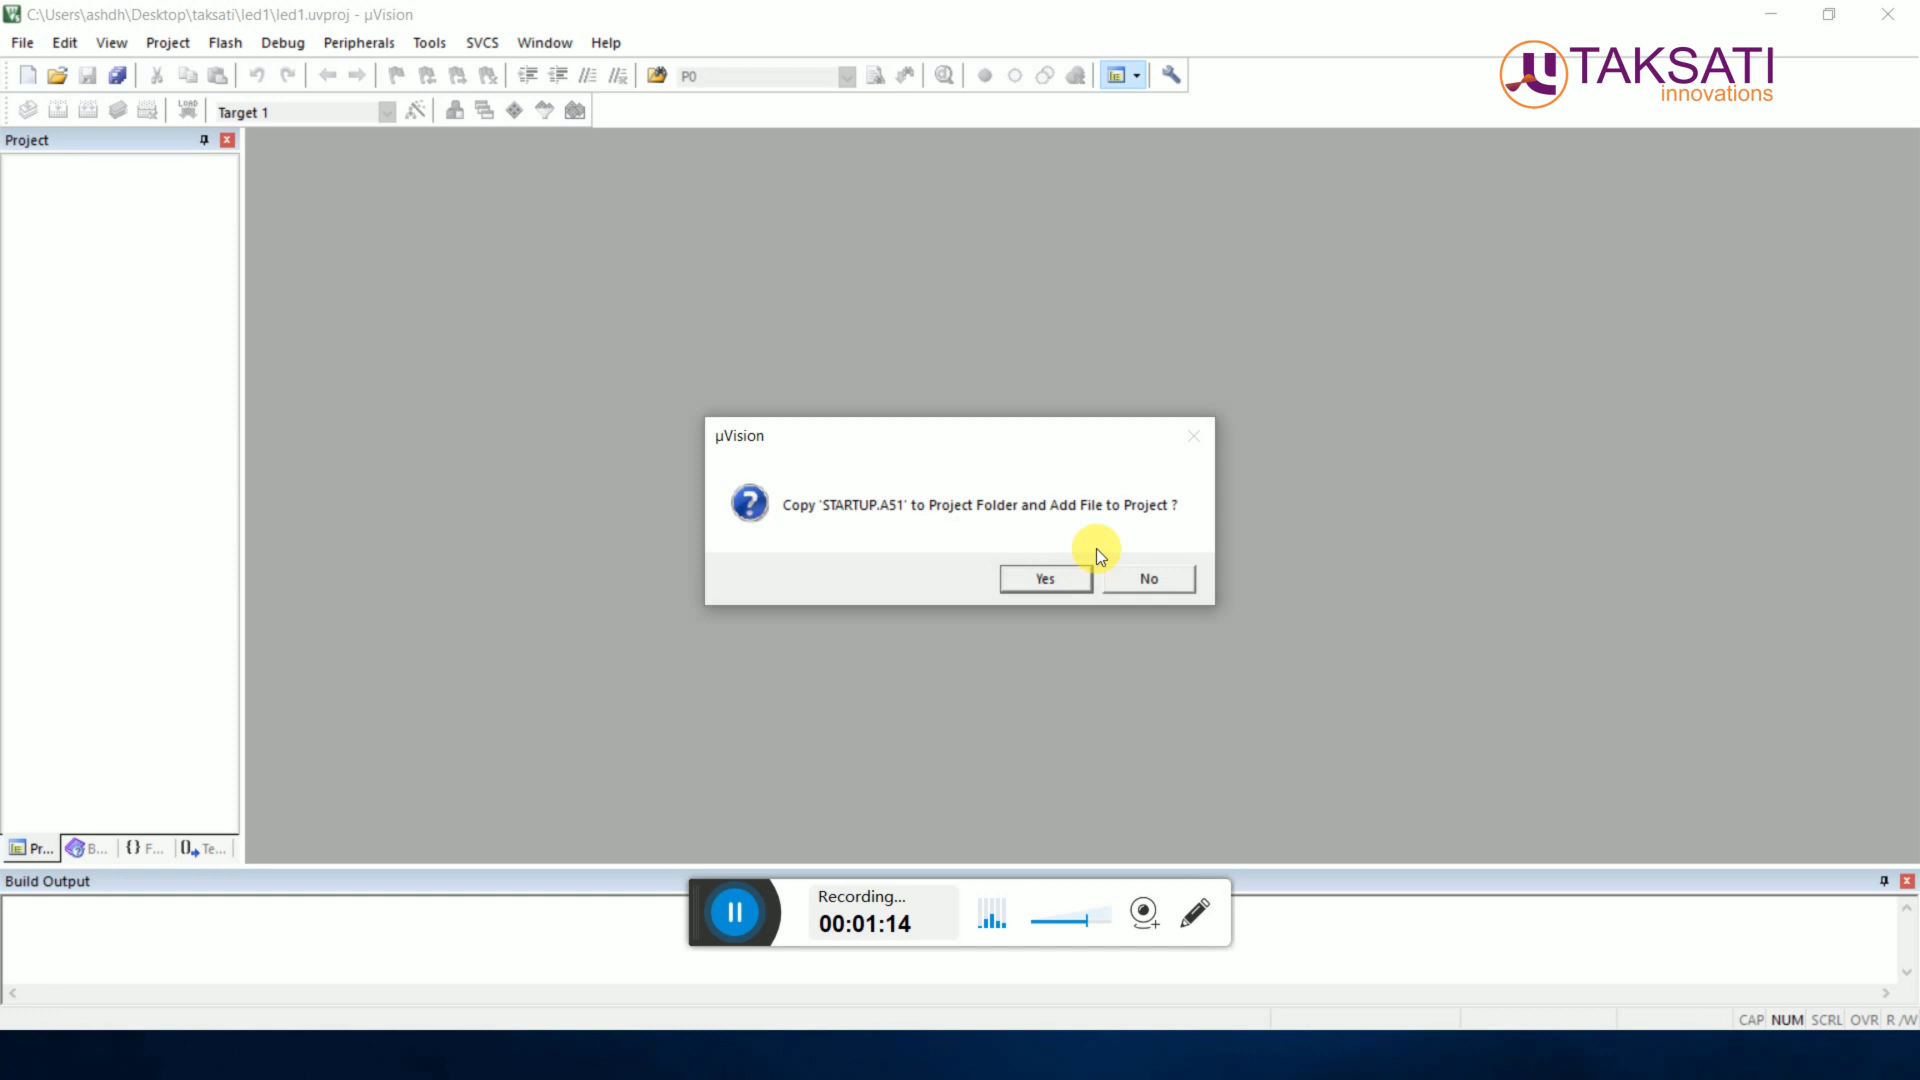 C:\Users\ashdh\Desktop\taksati\led1\led1.uvproj - µVision
File Edit View Project Flash Debug Peripherals Tools SVCS Window Help
TAKSATI
innovations
P0
LOAD
Target 1
Project
µVision
Copy 'STARTUP.A51' to Project Folder and Add File to Project ?
Yes No
Pr... B... {} F... Te...
Build Output
Recording...
00:01:14
CAP NUM SCRL OVR R/W